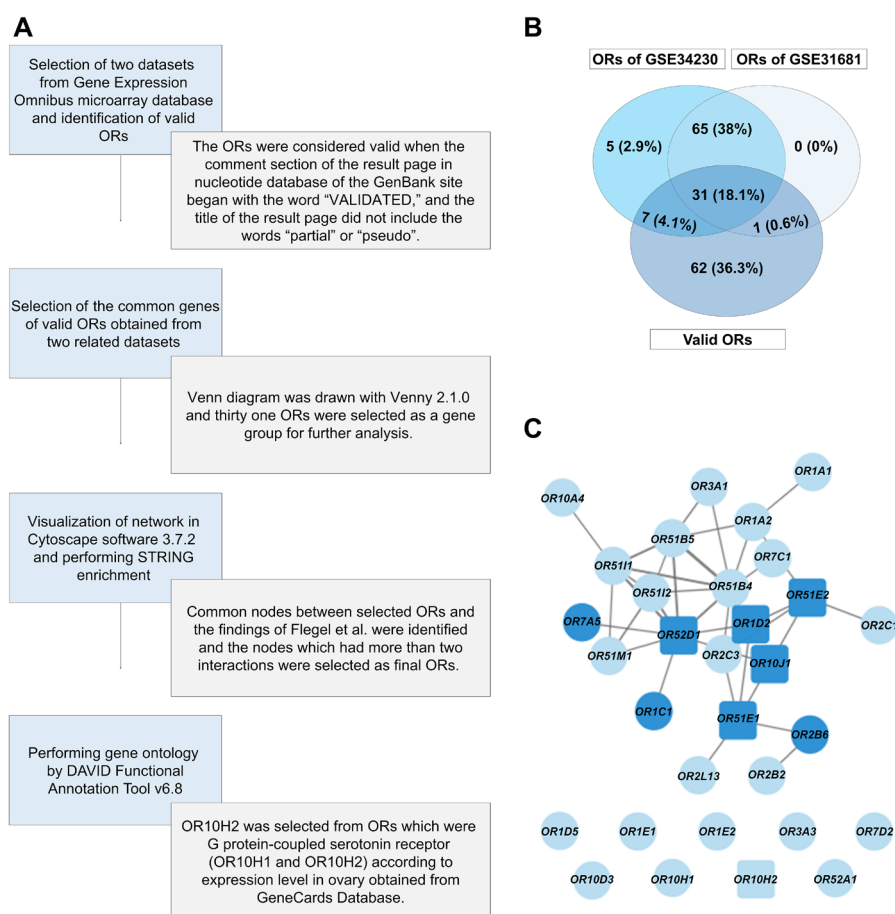 A
Selection of two datasets
from Gene Expression
Omnibus microarray database
and identification of valid
ORs
The ORs were considered valid when the
comment section of the result page in
nucleotide database of the GenBank site
began with the word “VALIDATED,” and the
title of the result page did not include the
words “partial” or “pseudo”.
Selection of the common genes
of valid ORs obtained from
two related datasets
Venn diagram was drawn with Venny 2.1.0
and thirty one ORs were selected as a gene
group for further analysis.
Visualization of network in
Cytoscape software 3.7.2
and performing STRING
enrichment
Common nodes between selected ORs and
the findings of Flegel et al. were identified
and the nodes which had more than two
interactions were selected as final ORs.
Performing gene ontology
by DAVID Functional
Annotation Tool v6.8
OR10H2 was selected from ORs which were
G protein-coupled serotonin receptor
(OR10H1 and OR10H2) according to
expression level in ovary obtained from
GeneCards Database.
B
ORs of GSE34230
ORs of GSE31681
65 (38%)
5 (2.9%)
0 (0%)
31 (18.1%)
7 (4.1%)
1 (0.6%)
62 (36.3%)
Valid ORs
C
OR1A1
OR3A1
OR10A4
OR1A2
OR51B5
OR7C1
OR51I1
OR51B4
OR51I2
OR51E2
OR7A5
OR1D2
OR2C1
OR52D1
OR51M1
OR2C3
OR10J1
OR1C1
OR51E1
OR2B6
OR2L13
OR2B2
OR1D5
OR1E1
OR1E2
OR3A3
OR7D2
OR10D3
OR10H1
OR10H2
OR52A1